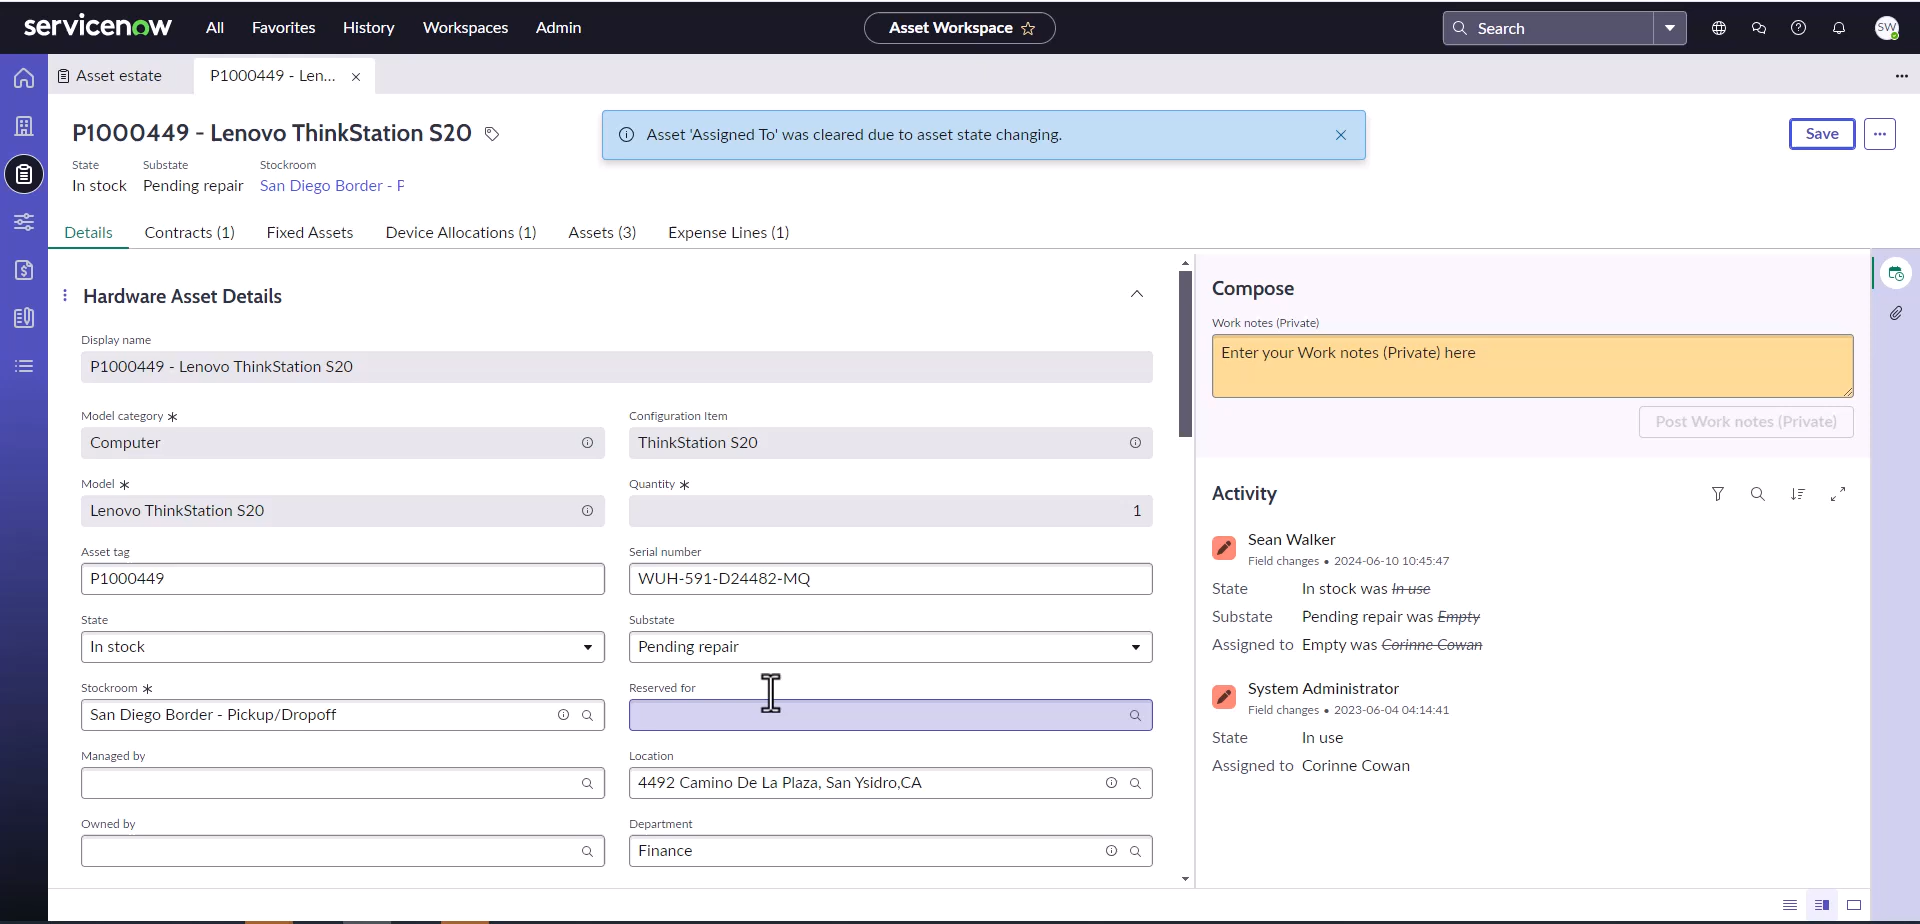 servicenow All Favorites History Workspaces Admin Asset Workspace Search SW
Asset estate P1000449 - Len...
P1000449 - Lenovo ThinkStation S20
Asset 'Assigned To' was cleared due to asset state changing.
Save
State Substate Stockroom
In stock Pending repair San Diego Border - P
Details Contracts (1) Fixed Assets Device Allocations (1) Assets (3) Expense Lines (1)
Hardware Asset Details
Display name
P1000449 - Lenovo ThinkStation S20
Model category * Configuration Item
Computer ThinkStation S20
Model * Quantity *
Lenovo ThinkStation S20 1
Asset tag Serial number
P1000449 WUH-591-D24482-MQ
State Substate
In stock Pending repair
Stockroom * Reserved for
San Diego Border - Pickup/Dropoff
Managed by Location
4492 Camino De La Plaza, San Ysidro,CA
Owned by Department
Finance
Compose
Work notes (Private)
Enter your Work notes (Private) here
Post Work notes (Private)
Activity
Sean Walker
Field changes • 2024-06-10 10:45:47
State In stock was In use
Substate Pending repair was Empty
Assigned to Empty was Corinne Cowan
System Administrator
Field changes • 2023-06-04 04:14:41
State In use
Assigned to Corinne Cowan